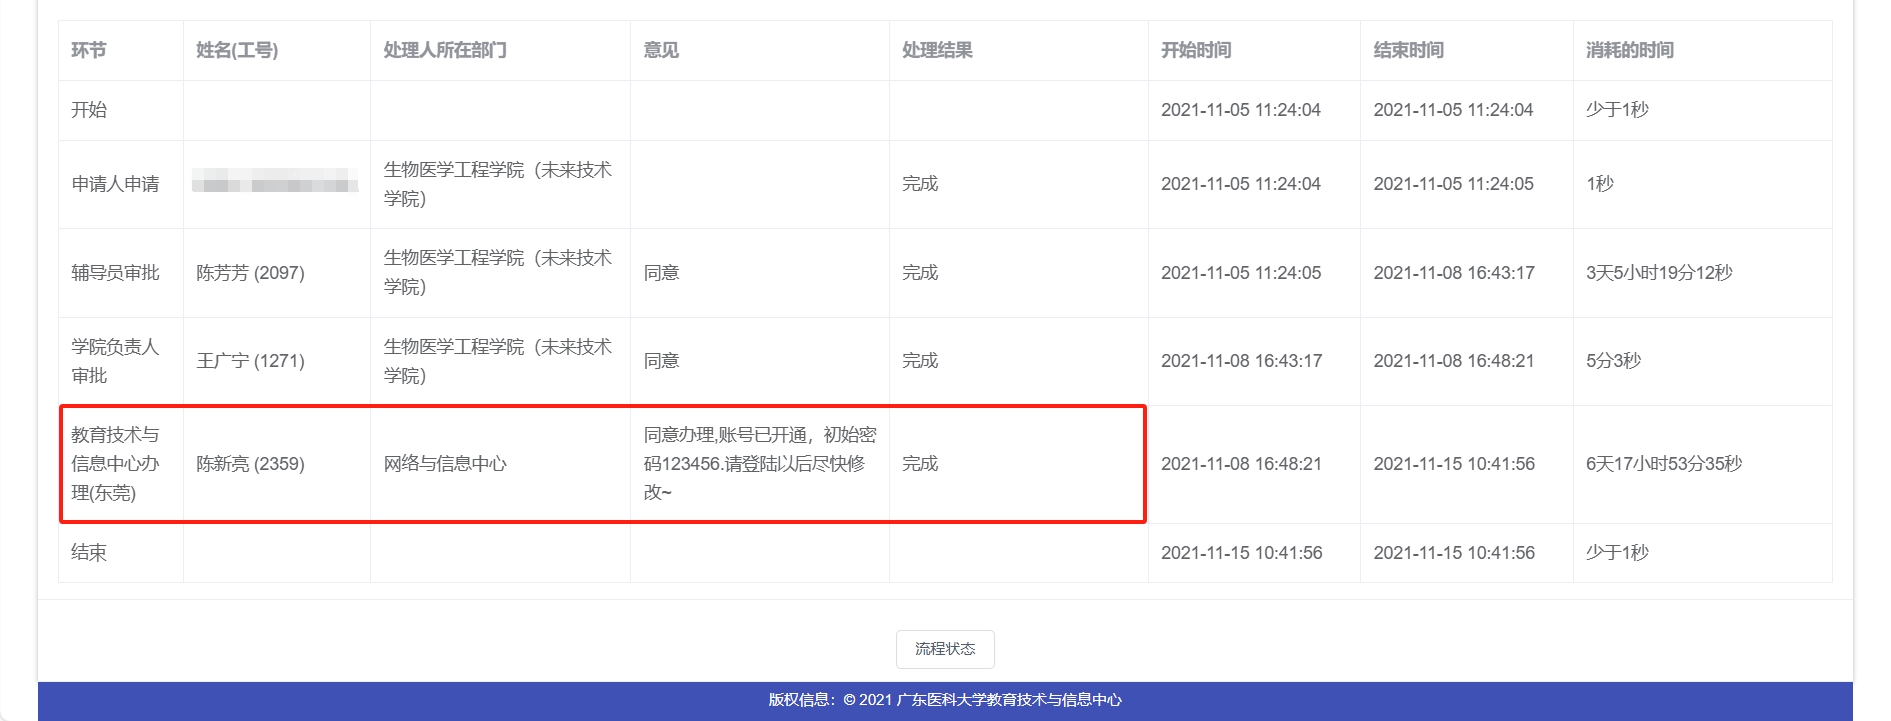 环节 姓名(工号) 处理人所在部门 意见 处理结果 开始时间 结束时间 消耗的时间
开始 2021-11-05 11:24:04 2021-11-05 11:24:04 少于1秒
申请人申请 生物医学工程学院（未来技术
学院） 完成 2021-11-05 11:24:04 2021-11-05 11:24:05 1秒
辅导员审批 陈芳芳 (2097) 生物医学工程学院（未来技术
学院） 同意 完成 2021-11-05 11:24:05 2021-11-08 16:43:17 3天5小时19分12秒
学院负责人
审批 王广宁 (1271) 生物医学工程学院（未来技术
学院） 同意 完成 2021-11-08 16:43:17 2021-11-08 16:48:21 5分3秒
教育技术与
信息中心办
理(东莞) 陈新亮 (2359) 网络与信息中心 同意办理,账号已开通，初始密
码123456.请登陆以后尽快修
改~ 完成 2021-11-08 16:48:21 2021-11-15 10:41:56 6天17小时53分35秒
结束 2021-11-15 10:41:56 2021-11-15 10:41:56 少于1秒
流程状态
版权信息：© 2021 广东医科大学教育技术与信息中心